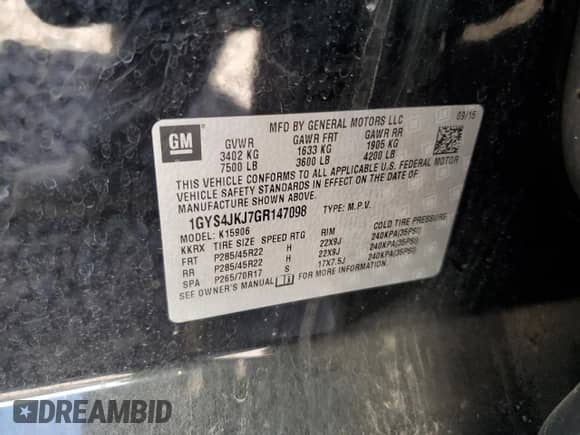 MFD BY GENERAL MOTORS LLC 09/15
GM
GVWR GAWR FRT GAWR RR
3402 KG 1633 KG 1905 KG
7500 LB 3600 LB 4200 LB
THIS VEHICLE CONFORMS TO ALL APPLICABLE U.S. FEDERAL MOTOR
VEHICLE SAFETY STANDARDS IN EFFECT ON THE DATE OF
MANUFACTURE SHOWN ABOVE.
1GYS4JKJ7GR147098 TYPE: M.P.V.
MODEL: K15906
KKRX TIRE SIZE SPEED RTG RIM COLD TIRE PRESSURE
FRT P285/45R22 H 22X9J 240KPA(35PSI)
RR P285/45R22 H 22X9J 240KPA(35PSI)
SPA P265/70R17 S 17X7.5J 240KPA(35PSI)
SEE OWNER'S MANUAL FOR MORE INFORMATION.
DREAMBID